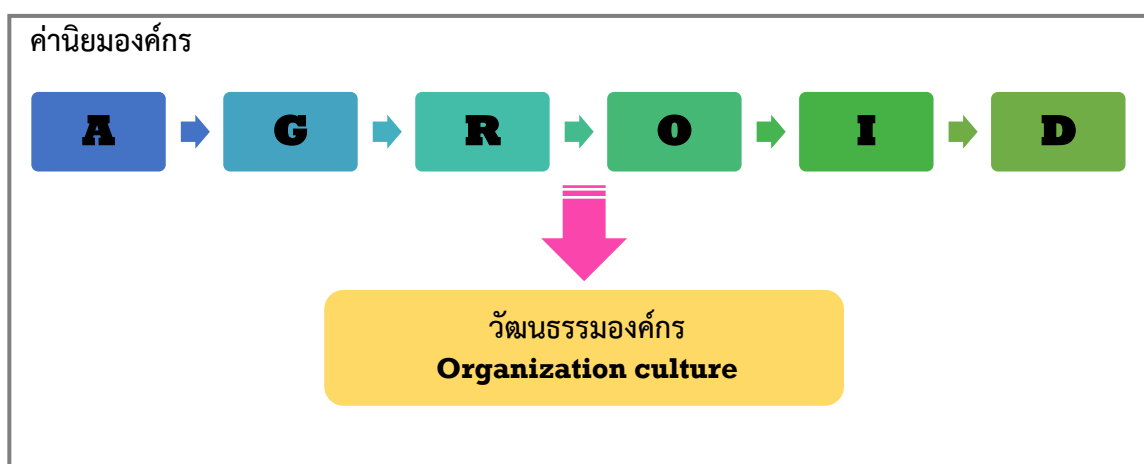 ค่านิยมองค์กร
A G R O I D
วัฒนธรรมองค์กร
Organization culture